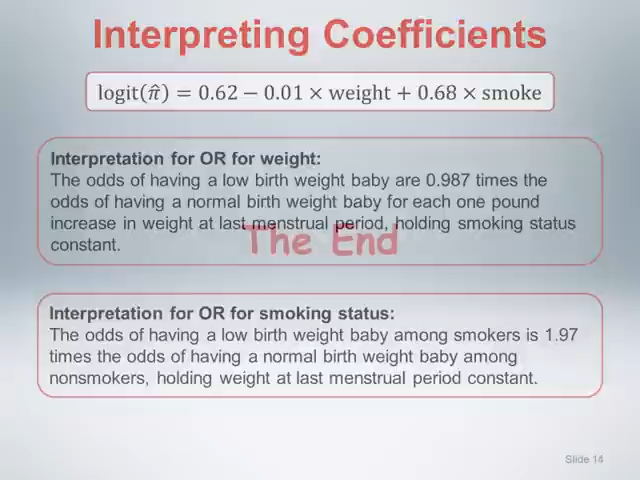 Interpreting Coefficients
logit(π̂) = 0.62 − 0.01 × weight + 0.68 × smoke
Interpretation for OR for weight:
The odds of having a low birth weight baby are 0.987 times the
odds of having a normal birth weight baby for each one pound
increase in weight at last menstrual period, holding smoking status
constant.
The End
Interpretation for OR for smoking status:
The odds of having a low birth weight baby among smokers is 1.97
times the odds of having a normal birth weight baby among
nonsmokers, holding weight at last menstrual period constant.
Slide 14